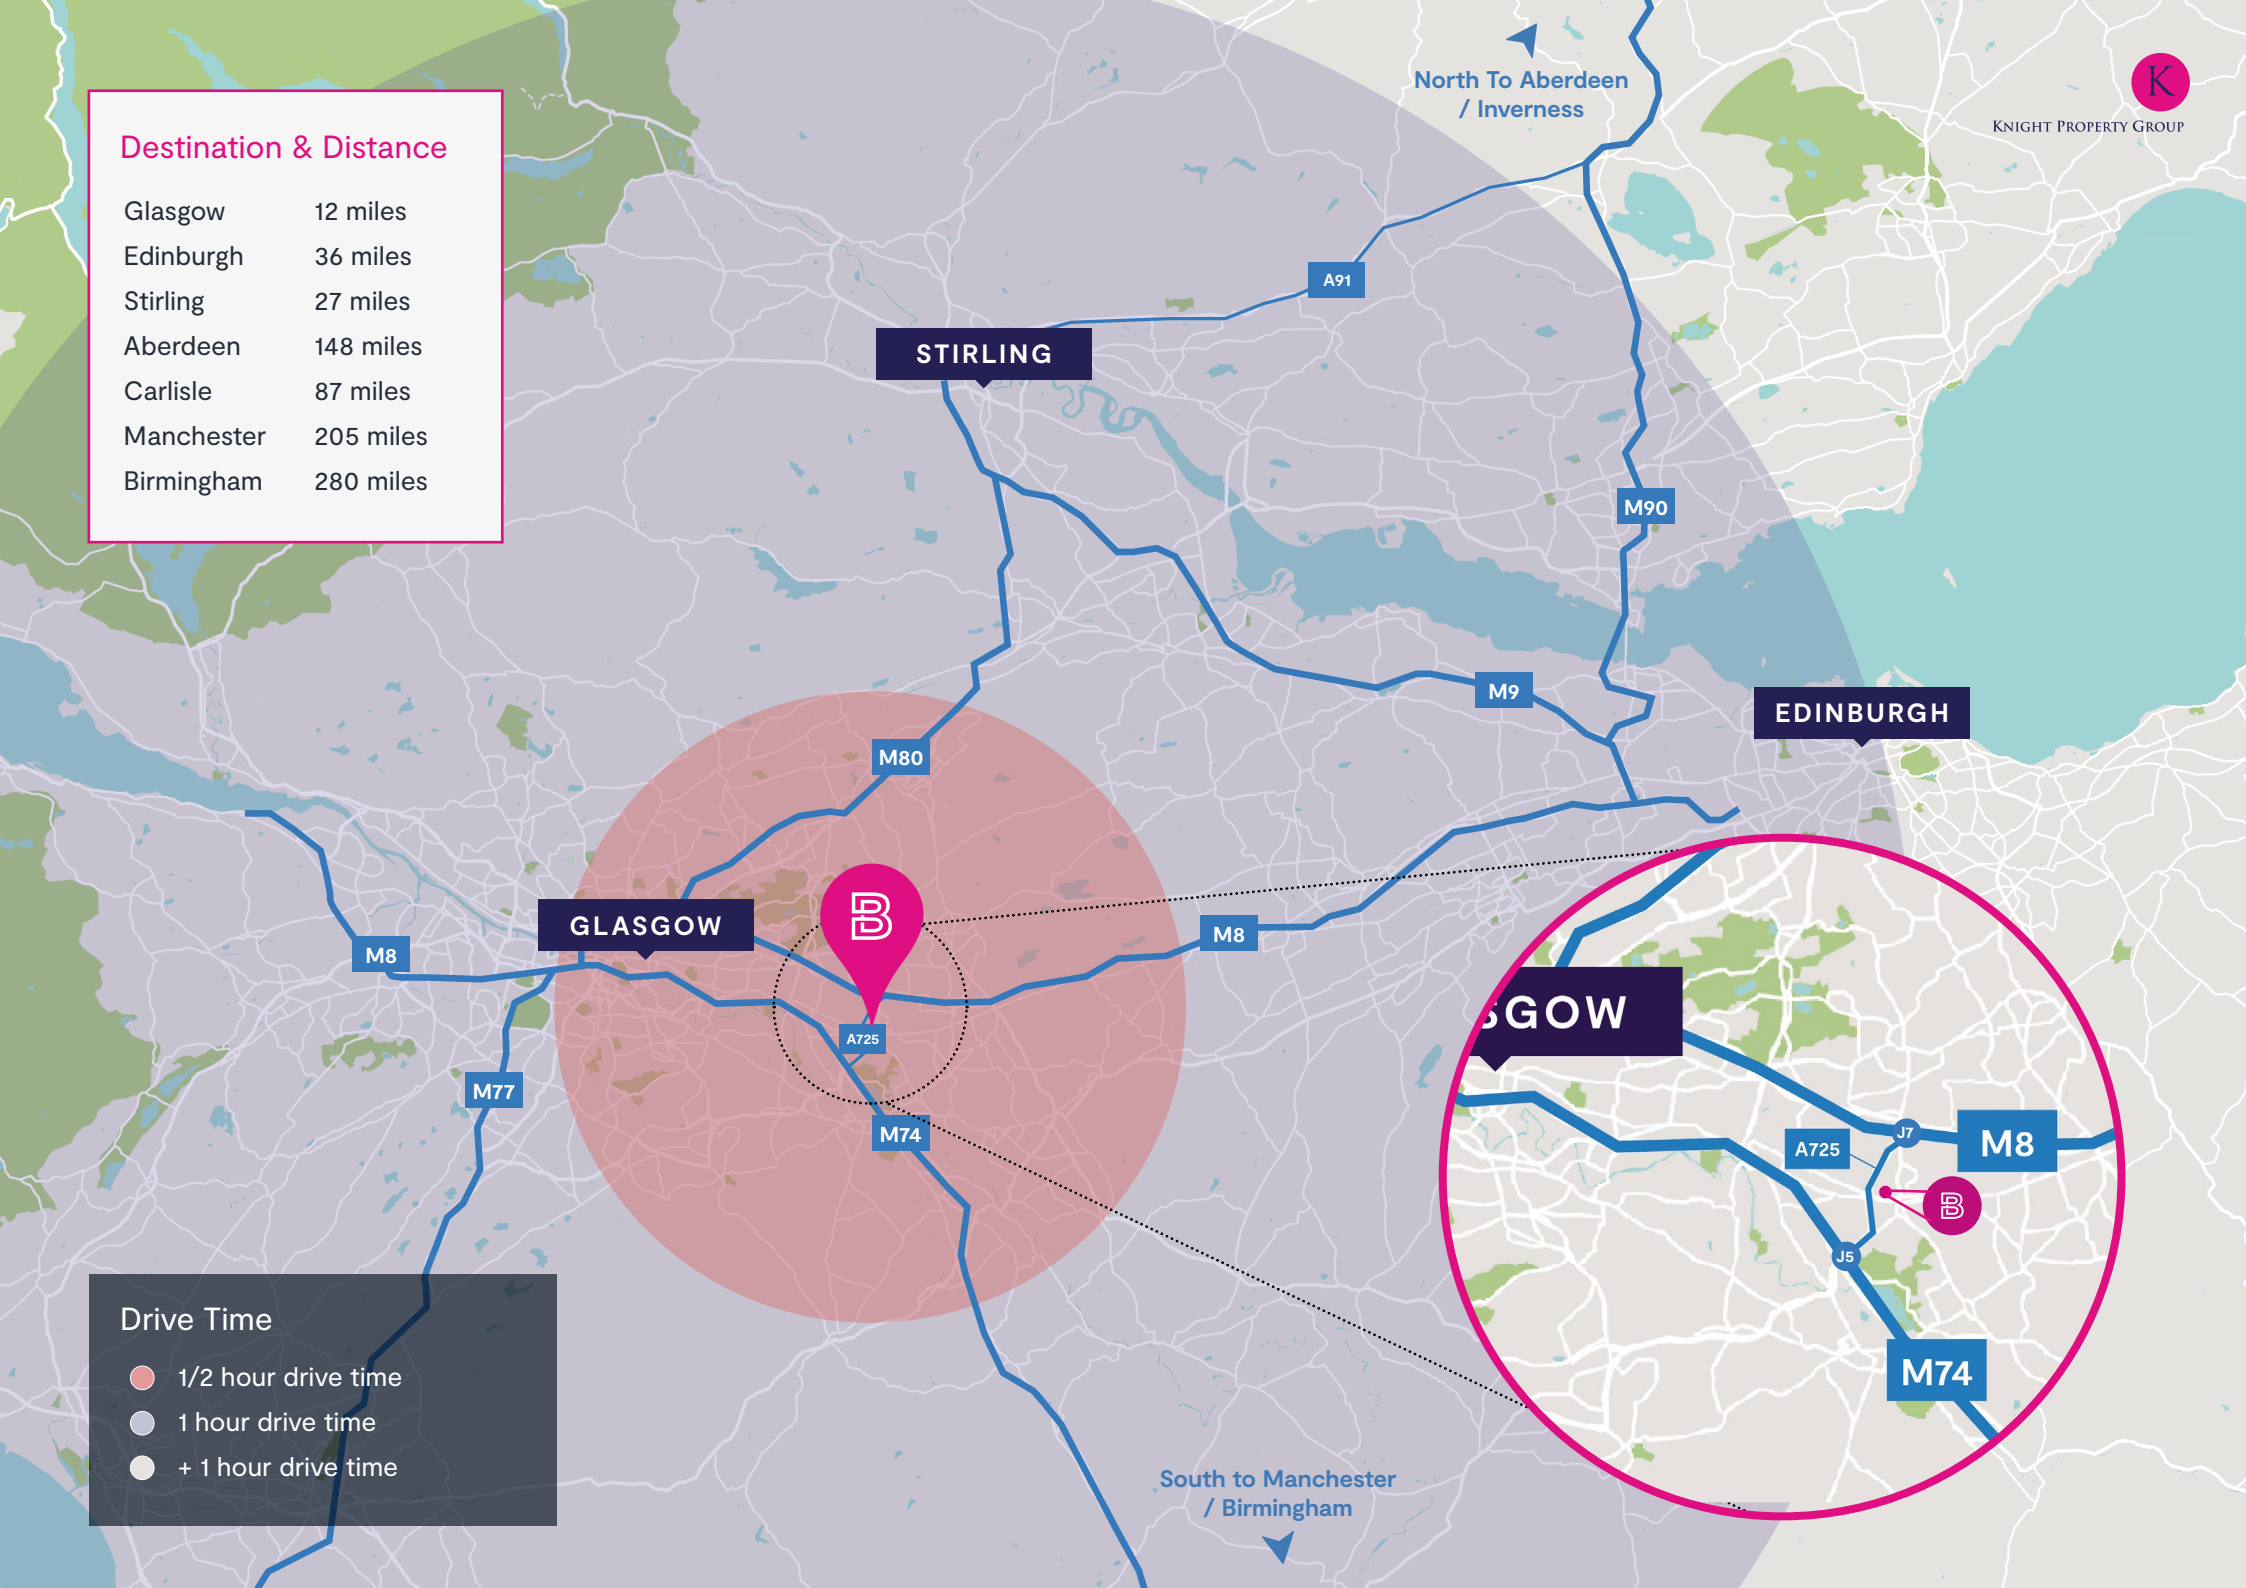 North To Aberdeen
/ Inverness
K
KNIGHT PROPERTY GROUP
Destination & Distance
Glasgow 12 miles
Edinburgh 36 miles
Stirling 27 miles
Aberdeen 148 miles
Carlisle 87 miles
Manchester 205 miles
Birmingham 280 miles
A91
STIRLING
M90
M9
EDINBURGH
M80
B
GLASGOW
M8
M8
A725
M77
M74
SGOW
A725
J7
M8
B
J5
M74
Drive Time
1/2 hour drive time
1 hour drive time
+ 1 hour drive time
South to Manchester
/ Birmingham